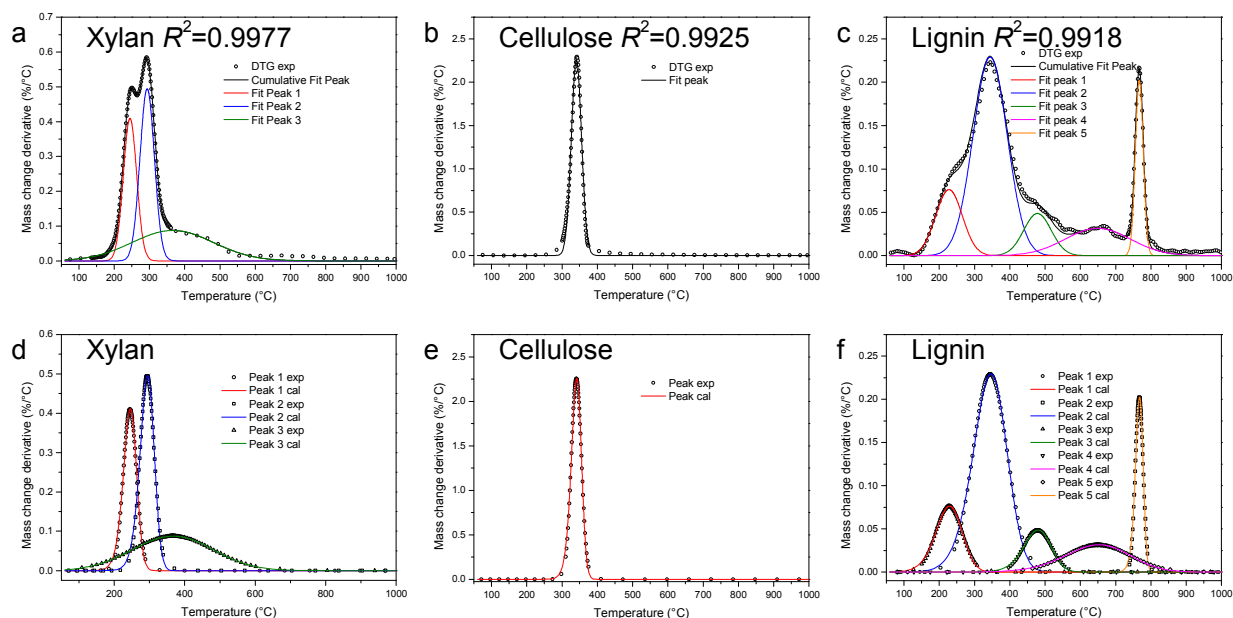 a
Xylan R²=0.9977
DTG exp
Cumulative Fit Peak
Fit Peak 1
Fit Peak 2
Fit Peak 3
Mass change derivative (%/°C)
0.7
0.6
0.5
0.4
0.3
0.2
0.1
0.0
100 200 300 400 500 600 700 800 900 1000
Temperature (°C)
b
Cellulose R²=0.9925
DTG exp
Fit peak
Mass change derivative (%/°C)
2.5
2.0
1.5
1.0
0.5
0.0
100 200 300 400 500 600 700 800 900 1000
Temperature (°C)
c
Lignin R²=0.9918
DTG exp
Cumulative Fit Peak
Fit peak 1
Fit peak 2
Fit peak 3
Fit peak 4
Fit peak 5
Mass change derivative (%/°C)
0.25
0.20
0.15
0.10
0.05
0.00
100 200 300 400 500 600 700 800 900 1000
Temperature (°C)
d
Xylan
Peak 1 exp
Peak 1 cal
Peak 2 exp
Peak 2 cal
Peak 3 exp
Peak 3 cal
Mass change derivative (%/°C)
0.6
0.5
0.4
0.3
0.2
0.1
0.0
100 200 300 400 500 600 700 800 900 1000
Temperature (°C)
e
Cellulose
Peak exp
Peak cal
Mass change derivative (%/°C)
2.5
2.0
1.5
1.0
0.5
0.0
100 200 300 400 500 600 700 800 900 1000
Temperature (°C)
f
Lignin
Peak 1 exp
Peak 1 cal
Peak 2 exp
Peak 2 cal
Peak 3 exp
Peak 3 cal
Peak 4 exp
Peak 4 cal
Peak 5 exp
Peak 5 cal
Mass change derivative (%/°C)
0.25
0.20
0.15
0.10
0.05
0.00
100 200 300 400 500 600 700 800 900 1000
Temperature (°C)